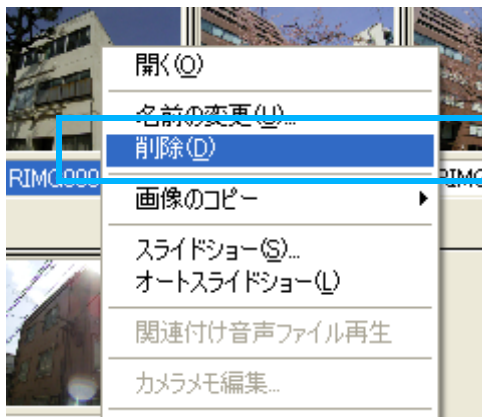 開く(O)
名前の変更(U)...
削除(D)
RIMG000
RIMG
画像のコピー
スライドショー(S)...
オートスライドショー(L)
関連付け音声ファイル再生
カメラメモ編集...